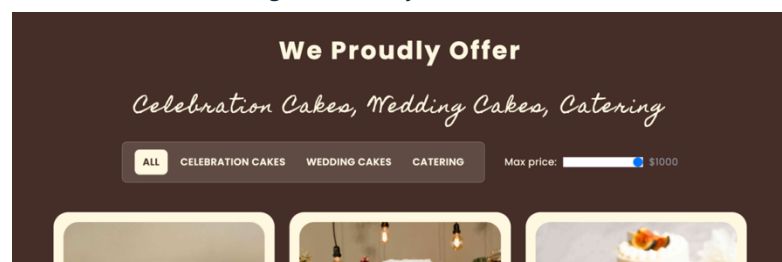 We Proudly Offer
Celebration Cakes, Wedding Cakes, Catering
ALL CELEBRATION CAKES WEDDING CAKES CATERING Max price: $1000